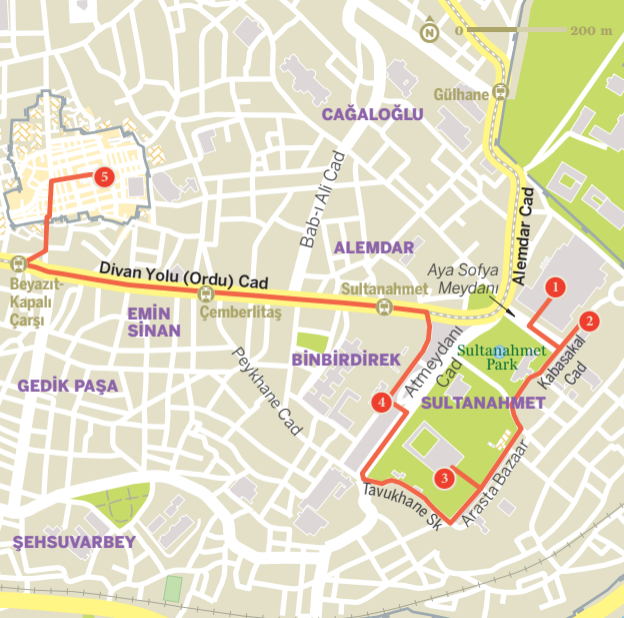 N
0
200 m
Gülhane
CAĞALOĞLU
5
Bab-ı Ali Cad
Alemdar Cad
ALEMDAR
Aya Sofya
Meydanı
Divan Yolu (Ordu) Cad
Beyazıt-
Kapalı
Çarşı
Sultanahmet
1
Çemberlitaş
EMİN
SİNAN
2
Sultanahmet
Park
BİNBİRDİREK
Atmeydanı
Cad
Kabasakal
Cad
Peykhane Cad
GEDİK PAŞA
4
SULTANAHMET
3
Arasta Bazaar
Tavukhane Sk
ŞEHSUVARBEY